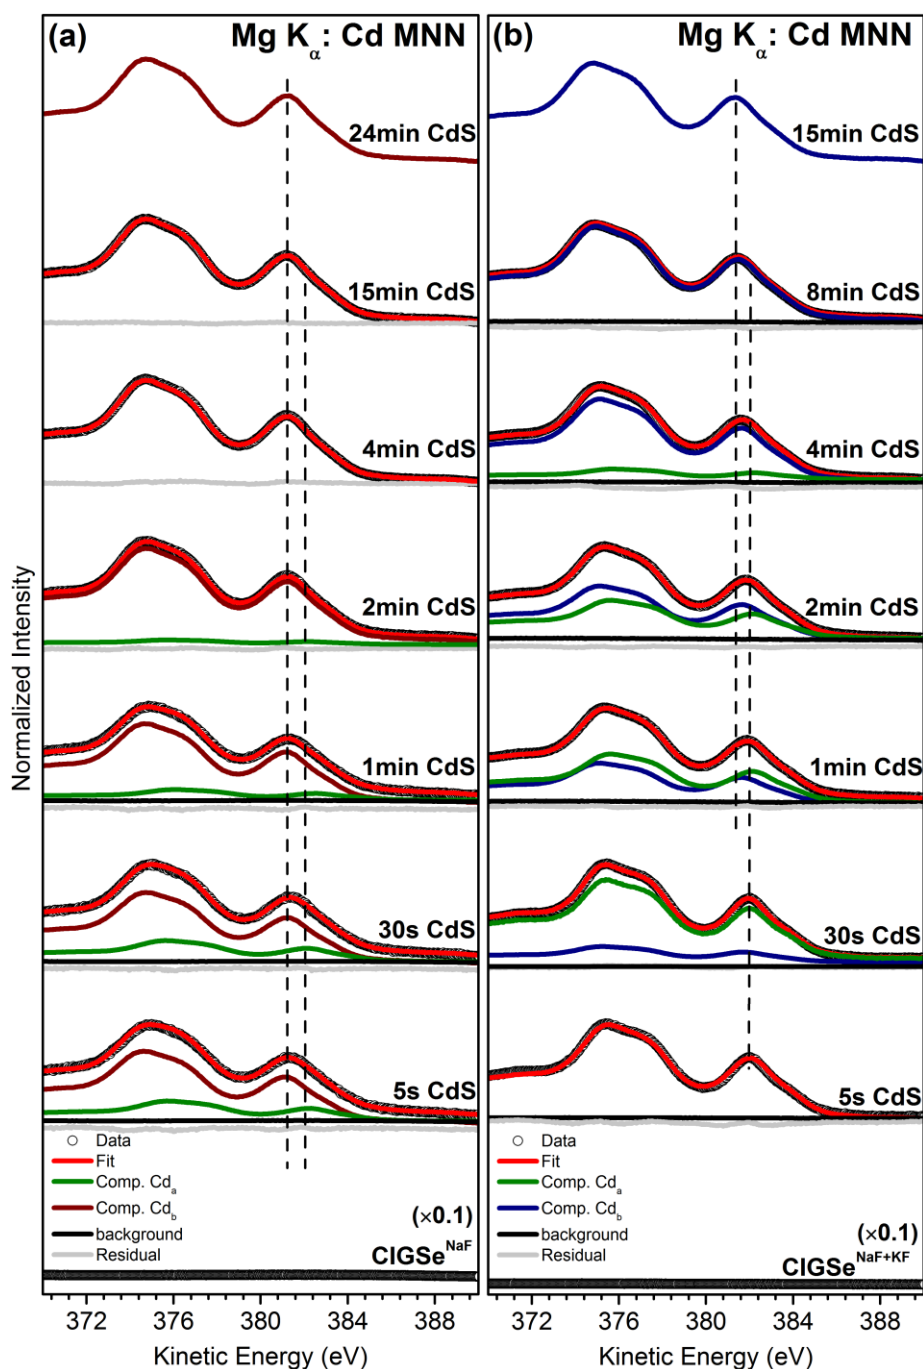 (a) Mg Kα: Cd MNN
24min CdS
15min CdS
4min CdS
2min CdS
1min CdS
30s CdS
5s CdS
Data
Fit
Comp. Cda
Comp. Cdb
background
Residual
(×0.1)
CIGSeNaF
372 376 380 384 388
Kinetic Energy (eV)
Normalized Intensity
(b) Mg Kα: Cd MNN
15min CdS
8min CdS
4min CdS
2min CdS
1min CdS
30s CdS
5s CdS
Data
Fit
Comp. Cda
Comp. Cdb
background
Residual
(×0.1)
CIGSeNaF+KF
372 376 380 384 388
Kinetic Energy (eV)